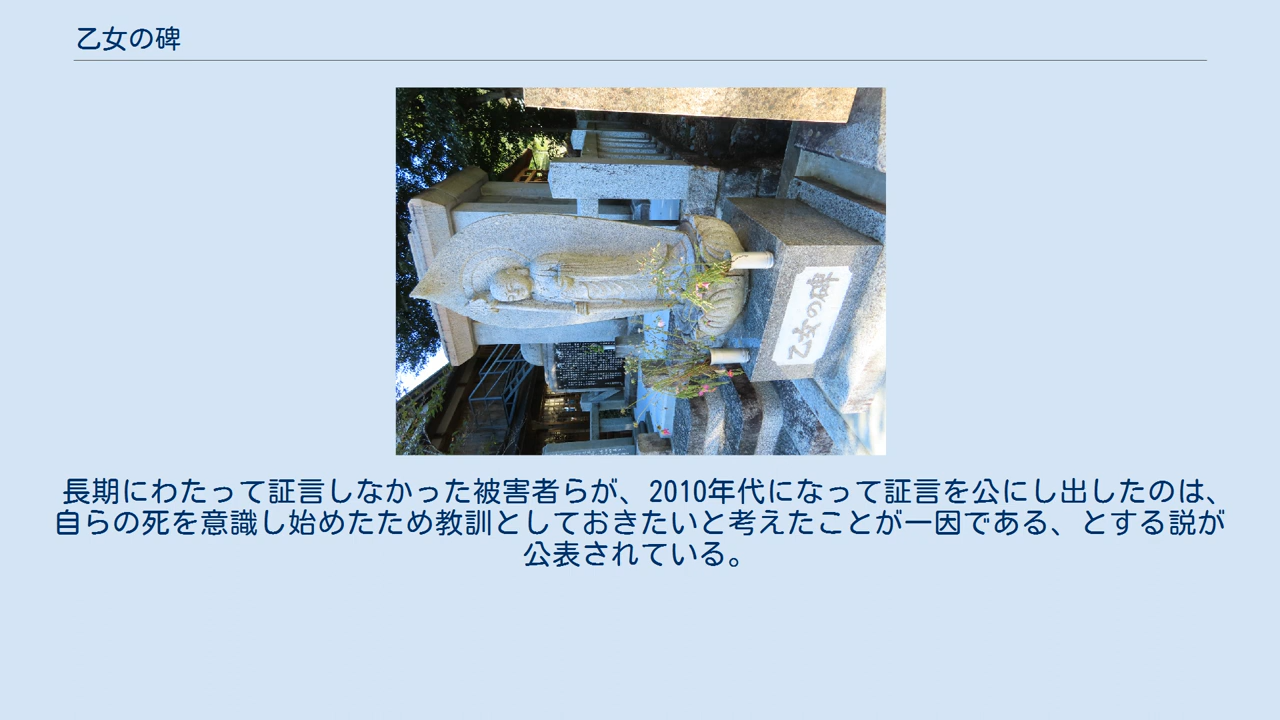 乙女の碑
乙女の碑
長期にわたって証言しなかった被害者らが、2010年代になって証言を公にし出したのは、
自らの死を意識し始めたため教訓としておきたいと考えたことが一因である、とする説が
公表されている。